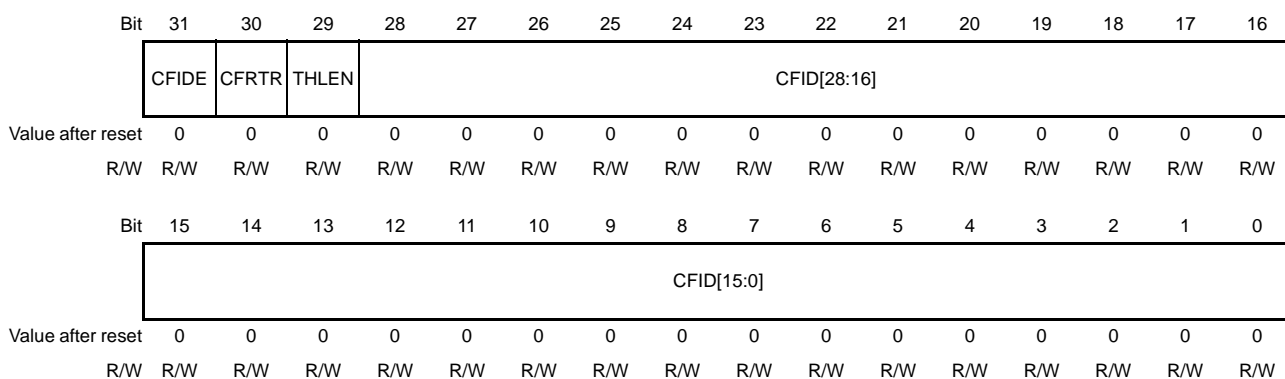 Bit 31 30 29 28 27 26 25 24 23 22 21 20 19 18 17 16
CFIDE CFRTR THLEN CFID[28:16]
Value after reset 0 0 0 0 0 0 0 0 0 0 0 0 0 0 0 0
R/W R/W R/W R/W R/W R/W R/W R/W R/W R/W R/W R/W R/W R/W R/W R/W R/W
Bit 15 14 13 12 11 10 9 8 7 6 5 4 3 2 1 0
CFID[15:0]
Value after reset 0 0 0 0 0 0 0 0 0 0 0 0 0 0 0 0
R/W R/W R/W R/W R/W R/W R/W R/W R/W R/W R/W R/W R/W R/W R/W R/W R/W